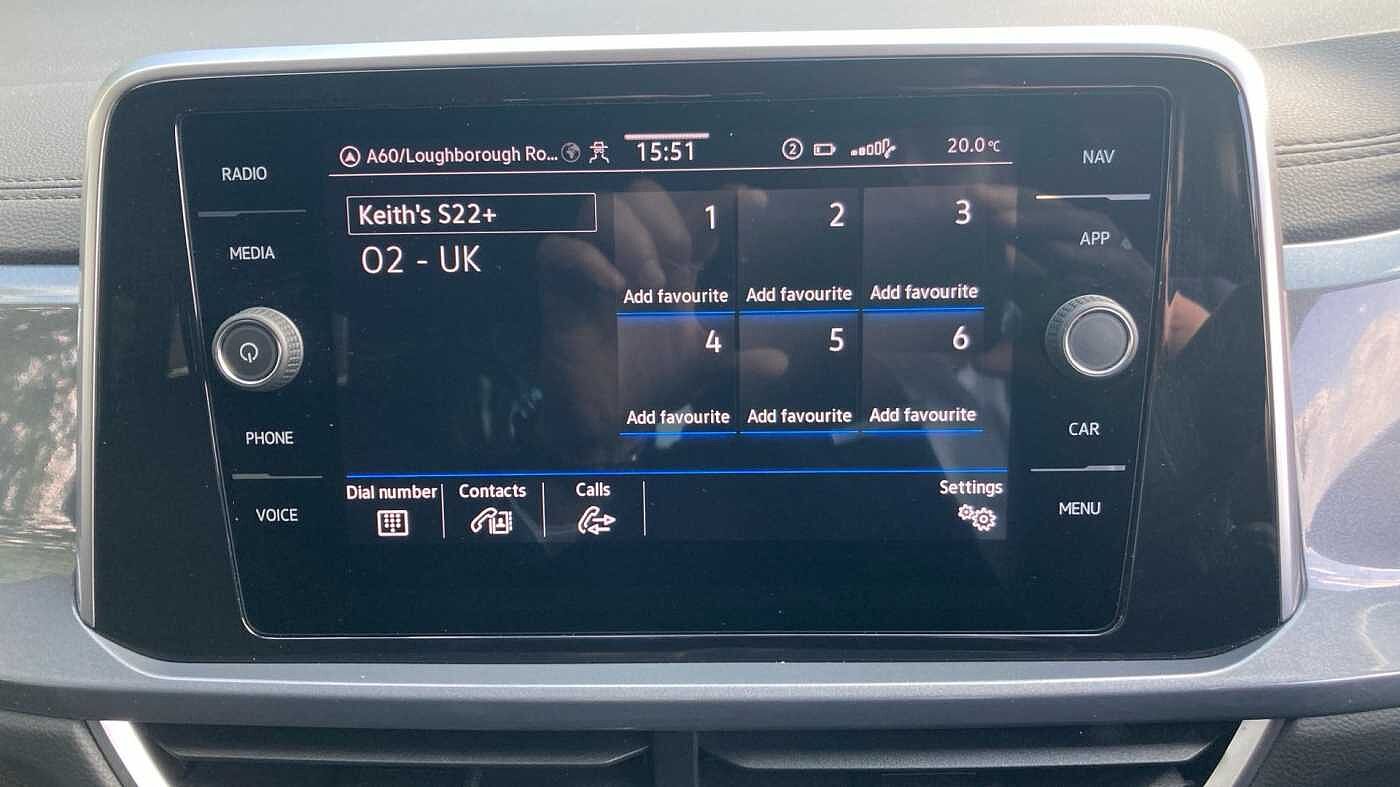 A60/Loughborough Ro... 15:51 2 20.0°C
RADIO
MEDIA
PHONE
VOICE
Keith's S22+
O2 - UK
1 2 3
Add favourite Add favourite Add favourite
4 5 6
Add favourite Add favourite Add favourite
Dial number Contacts Calls Settings
NAV
APP
CAR
MENU